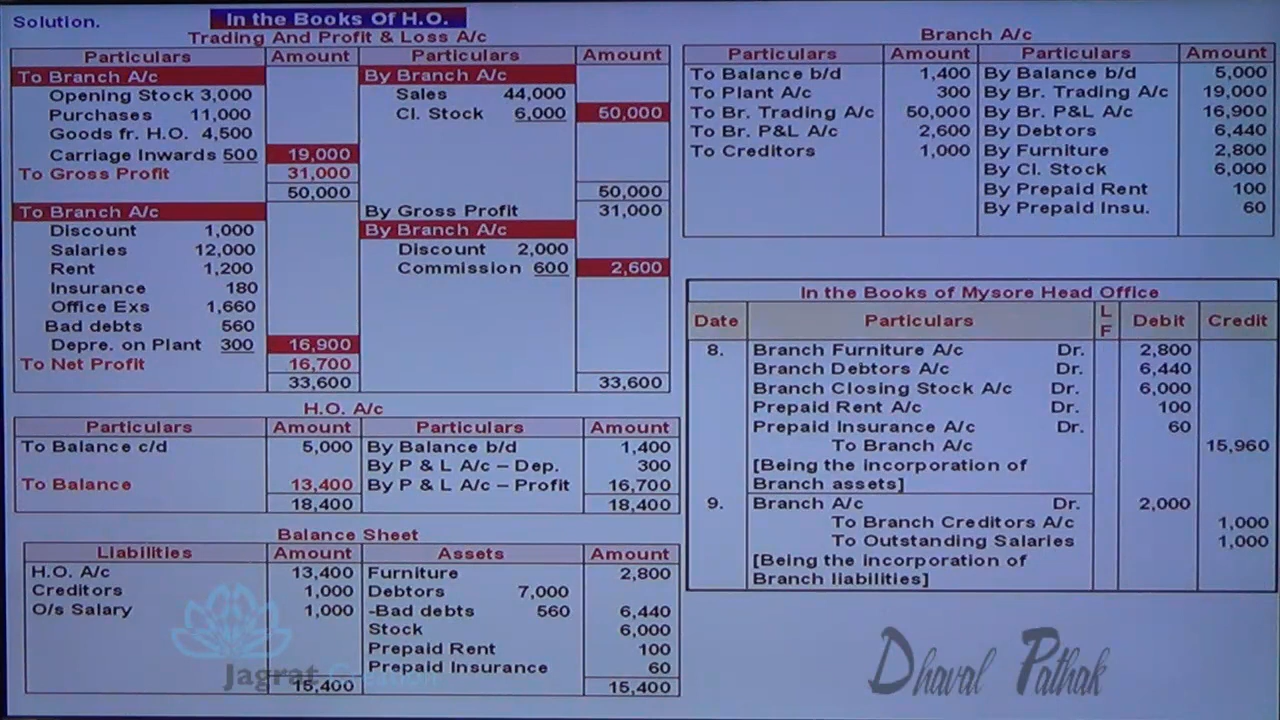 Solution.
In the Books Of H.O.
Trading And Profit & Loss A/c
Particulars Amount Particulars Amount
To Branch A/c By Branch A/c
Opening Stock 3,000 Sales 44,000
Purchases 11,000 Cl. Stock 6,000 50,000
Goods fr. H.O. 4,500
Carriage Inwards 500 19,000
To Gross Profit 31,000
50,000 50,000
To Branch A/c By Gross Profit 31,000
Discount 1,000 By Branch A/c
Salaries 12,000 Discount 2,000
Rent 1,200 Commission 600 2,600
Insurance 180
Office Exs 1,660
Bad debts 560
Depre. on Plant 300 16,900
To Net Profit 16,700
33,600 33,600
H.O. A/c
Particulars Amount Particulars Amount
To Balance c/d 5,000 By Balance b/d 1,400
By P & L A/c – Dep. 300
To Balance 13,400 By P & L A/c – Profit 16,700
18,400 18,400
Balance Sheet
Liabilities Amount Assets Amount
H.O. A/c 13,400 Furniture 2,800
Creditors 1,000 Debtors 7,000
O/s Salary 1,000 -Bad debts 560 6,440
Stock 6,000
Prepaid Rent 100
Prepaid Insurance 60
15,400 15,400
Branch A/c
Particulars Amount Particulars Amount
To Balance b/d 1,400 By Balance b/d 5,000
To Plant A/c 300 By Br. Trading A/c 19,000
To Br. Trading A/c 50,000 By Br. P&L A/c 16,900
To Br. P&L A/c 2,600 By Debtors 6,440
To Creditors 1,000 By Furniture 2,800
By Cl. Stock 6,000
By Prepaid Rent 100
By Prepaid Insu. 60
In the Books of Mysore Head Office
Date Particulars L F Debit Credit
8. Branch Furniture A/c Dr. 2,800
Branch Debtors A/c Dr. 6,440
Branch Closing Stock A/c Dr. 6,000
Prepaid Rent A/c Dr. 100
Prepaid Insurance A/c Dr. 60
To Branch A/c 15,960
[Being the incorporation of
Branch assets]
9. Branch A/c Dr. 2,000
To Branch Creditors A/c 1,000
To Outstanding Salaries 1,000
[Being the incorporation of
Branch liabilities]
Jagrat Creation
Dhaval Pathak